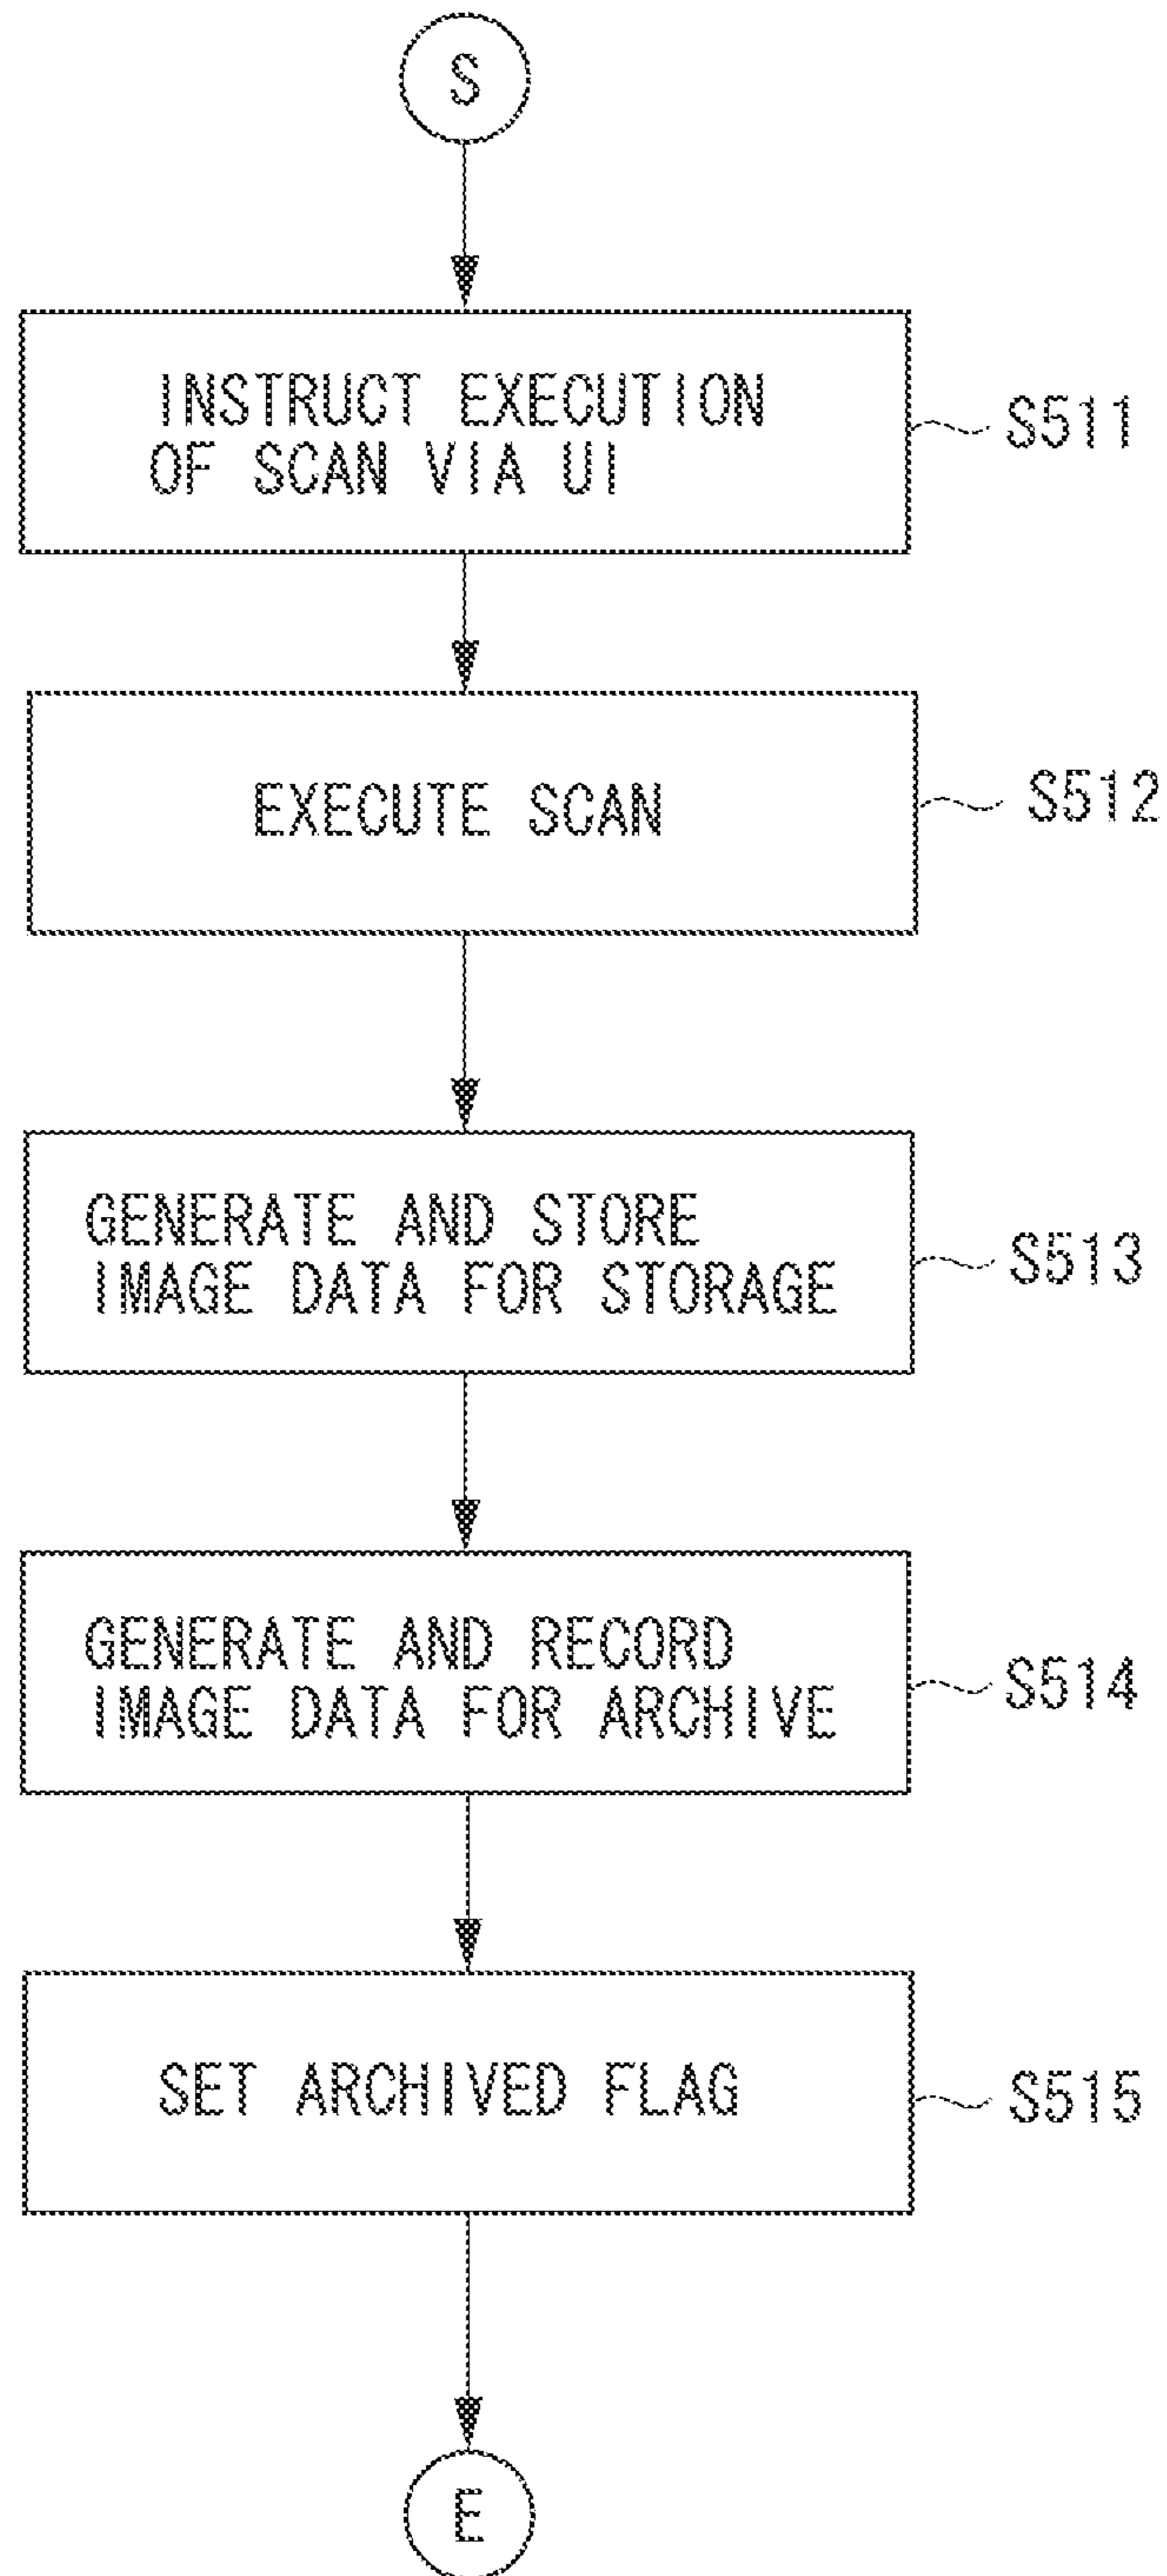 S
INSTRUCT EXECUTION
OF SCAN VIA UI
S511
EXECUTE SCAN
S512
GENERATE AND STORE
IMAGE DATA FOR STORAGE
S513
GENERATE AND RECORD
IMAGE DATA FOR ARCHIVE
S514
SET ARCHIVED FLAG
S515
E